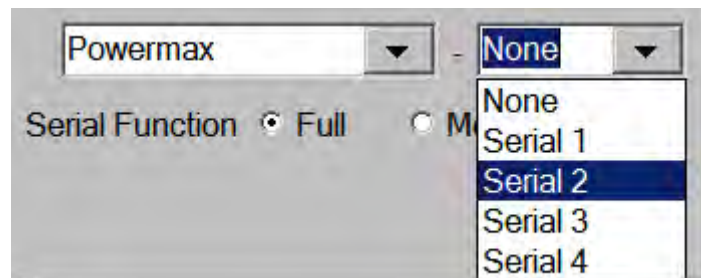 Powermax - None
None
Serial Function Full
Serial 1
Serial 2
Serial 3
Serial 4